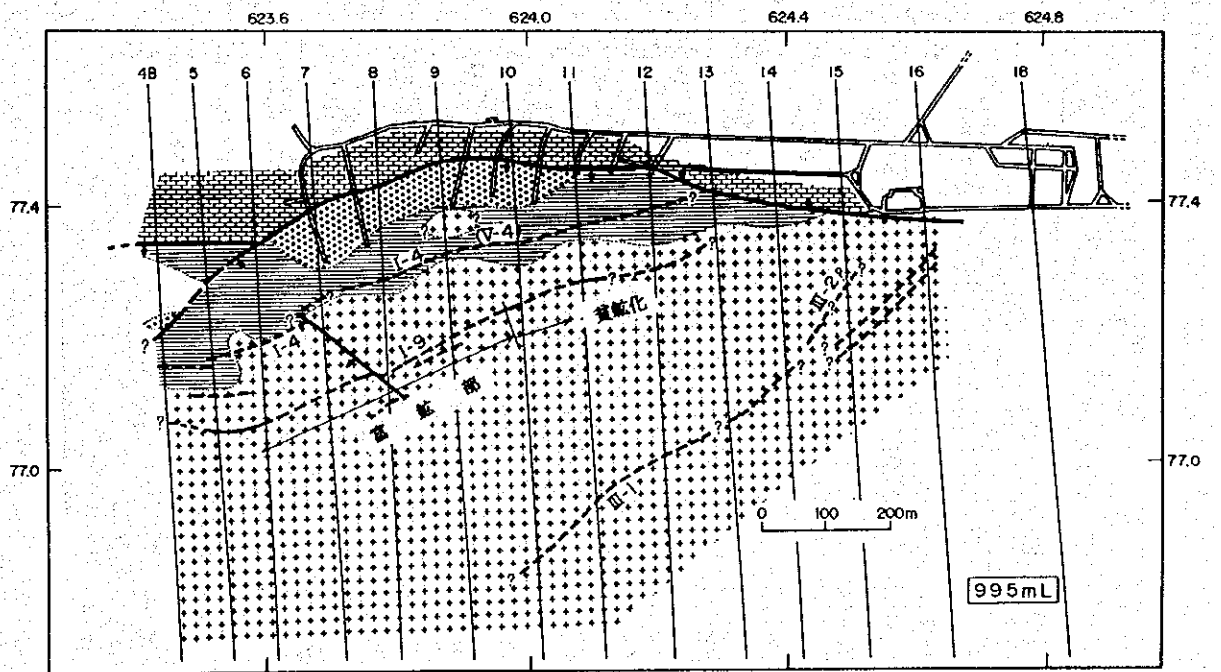 623.6 624.0 624.4 624.8
4B 5 6 7 8 9 10 11 12 13 14 15 16 18
77.4 77.4
I-4 (V-4)
? ? ? ?
III-2 ? ?
I-4 ?
I-9 貧鉱化
? 富鉱部
?
77.0 77.0
III-1
?
0 100 200m
995mL